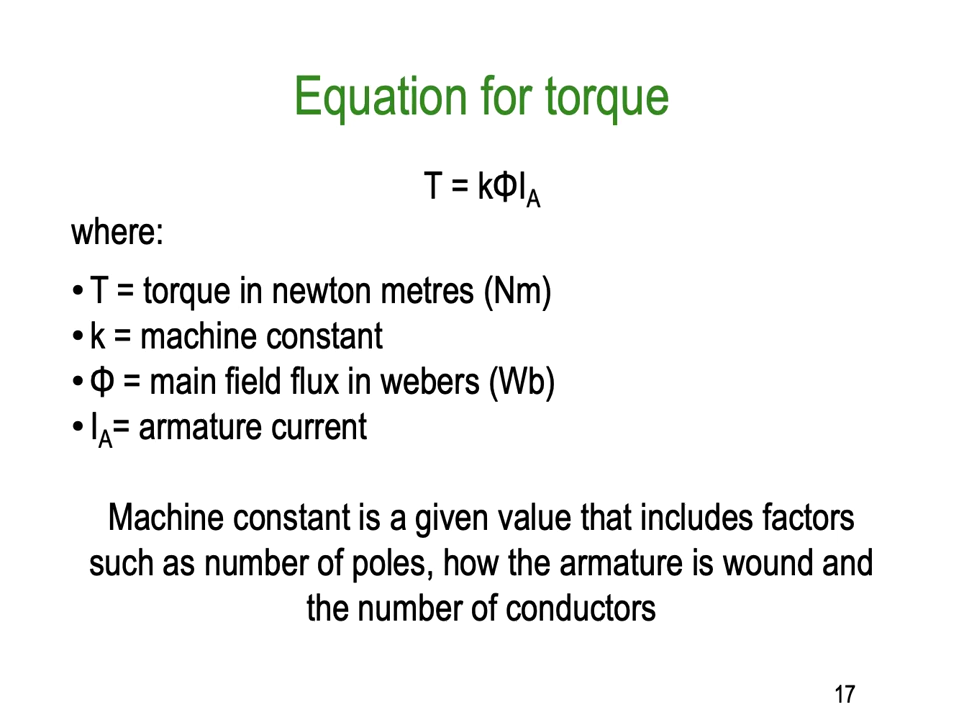 Equation for torque
T = kΦI_A
where:
• T = torque in newton metres (Nm)
• k = machine constant
• Φ = main field flux in webers (Wb)
• I_A= armature current
Machine constant is a given value that includes factors
such as number of poles, how the armature is wound and
the number of conductors
17